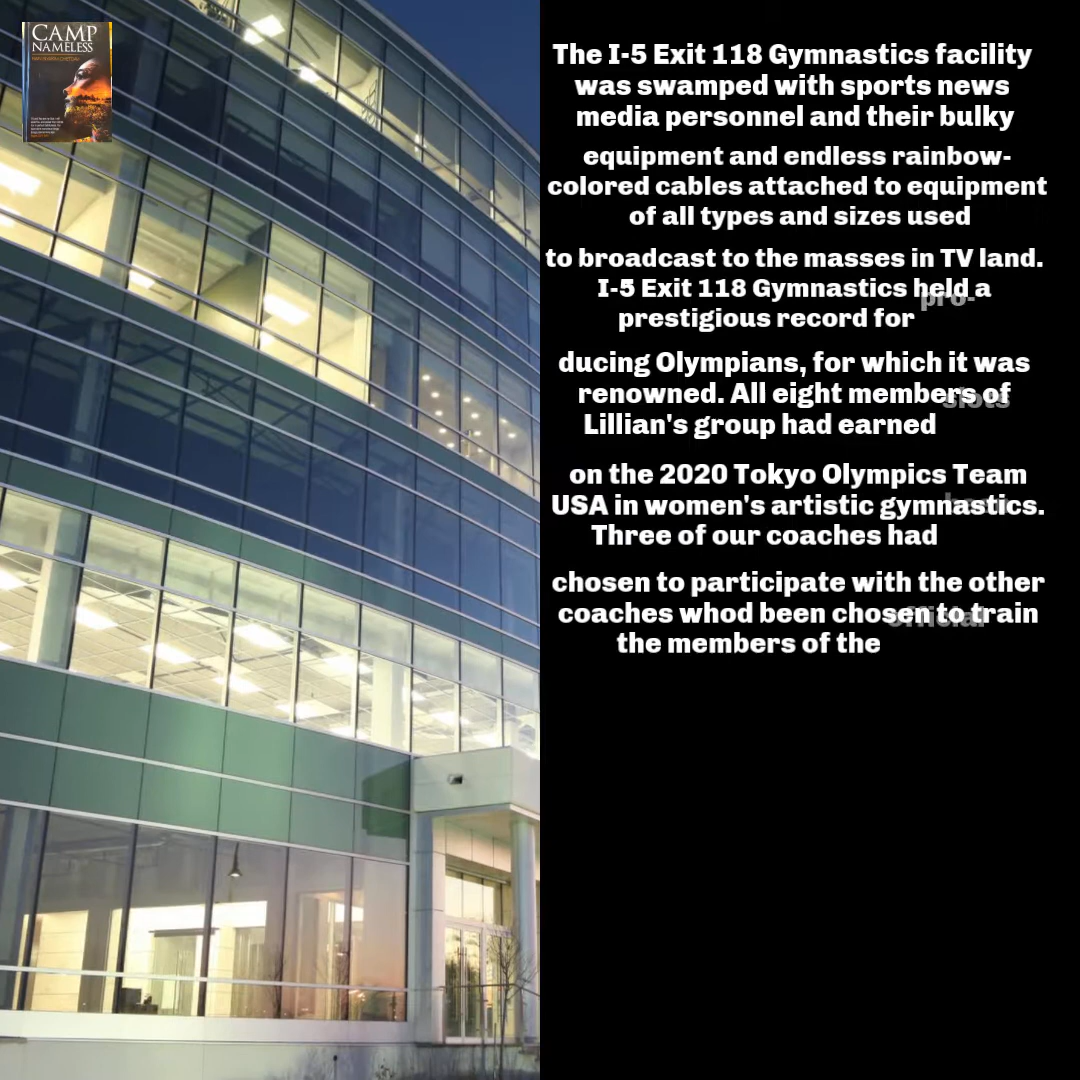 CAMP
NAMELESS
The I-5 Exit 118 Gymnastics facility
was swamped with sports news
media personnel and their bulky
equipment and endless rainbow-
colored cables attached to equipment
of all types and sizes used
to broadcast to the masses in TV land.
I-5 Exit 118 Gymnastics held a
prestigious record for pro-
ducing Olympians, for which it was
renowned. All eight members of
Lillian's group had earned slots
on the 2020 Tokyo Olympics Team
USA in women's artistic gymnastics.
Three of our coaches had been
chosen to participate with the other
coaches whod been chosen to train
the members of the official